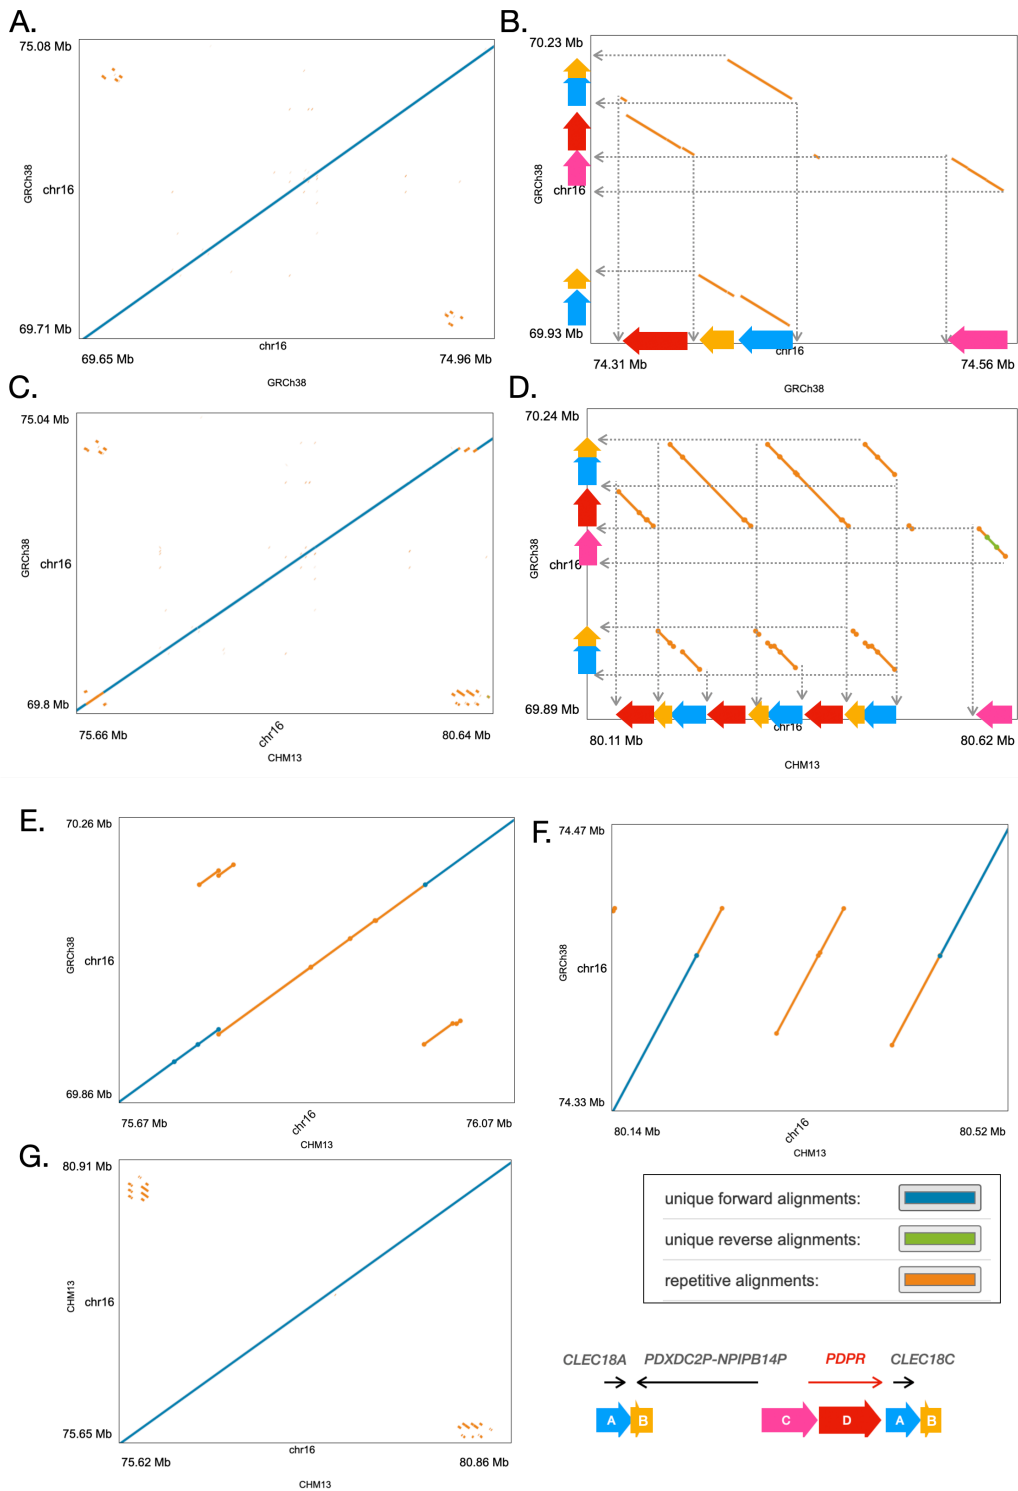 A.
75.08 Mb
GRCh38
chr16
69.71 Mb
69.65 Mb
chr16
74.96 Mb
GRCh38
B.
70.23 Mb
GRCh38
chr16
69.93 Mb
74.31 Mb
chr16
74.56 Mb
GRCh38
C.
75.04 Mb
GRCh38
chr16
69.8 Mb
75.66 Mb
chr16
80.64 Mb
CHM13
D.
70.24 Mb
GRCh38
chr16
69.89 Mb
80.11 Mb
chr16
80.62 Mb
CHM13
E.
70.26 Mb
GRCh38
chr16
69.86 Mb
75.67 Mb
chr16
76.07 Mb
CHM13
F.
74.47 Mb
GRCh38
chr16
74.33 Mb
80.14 Mb
chr16
80.52 Mb
CHM13
G.
80.91 Mb
CHM13
chr16
75.65 Mb
75.62 Mb
chr16
80.86 Mb
CHM13
unique forward alignments:
unique reverse alignments:
repetitive alignments:
CLEC18A PDXDC2P-NPIPB14P PDPR CLEC18C
A B C D A B